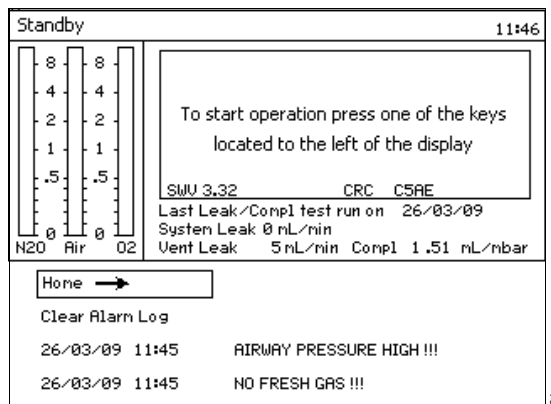 Standby 11:46
8 8
4 4
2 2
1 1
.5 .5
0 0
N2O Air O2
To start operation press one of the keys
located to the left of the display
SWV 3.32 CRC C5AE
Last Leak/Compl test run on 26/03/09
System Leak 0 mL/min
Vent Leak 5 mL/min Compl 1.51 mL/mbar
Home
Clear Alarm Log
26/03/09 11:45 AIRWAY PRESSURE HIGH !!!
26/03/09 11:45 NO FRESH GAS !!!